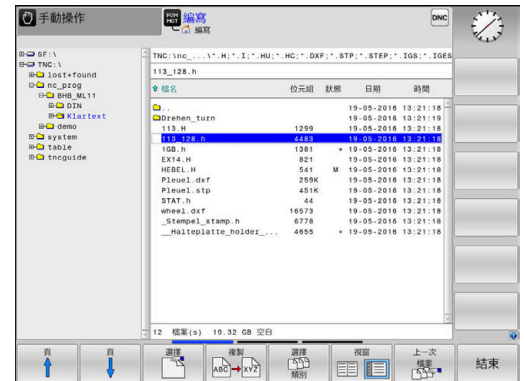 手動操作
PGM
MGT
編寫
編寫
DNC
SF:\
TNC:\
lost+found
nc_prog
BHB_ML11
DIN
Klartext
demo
system
table
tncguide
TNC:\nc_...\*.H;*.I;*.HU;*.HC;*.DXF;*.STP;*.STEP;*.IGS;*.IGES
113_128.h
檔名 位元組 狀態 日期 時間
.. 19-05-2016 13:21:18
Drehen_turn 19-05-2016 13:21:19
113.H 1299 19-05-2016 13:21:18
113_128.h 4483 19-05-2016 13:21:18
1GB.h 1381 + 19-05-2016 13:21:18
EX14.H 821 19-05-2016 13:21:18
HEBEL.H 541 M 19-05-2016 13:21:18
Pleuel.dxf 259K 19-05-2016 13:21:18
Pleuel.stp 451K 19-05-2016 13:21:18
STAT.h 44 19-05-2016 13:21:18
wheel.dxf 16573 19-05-2016 13:21:18
_Stempel_stamp.h 6778 19-05-2016 13:21:18
__Halteplatte_holder_... 4655 + 19-05-2016 13:21:18
12 檔案(s) 19.32 GB 空白
頁
頁
選擇
複製
ABC XYZ
選擇
類別
視窗
上一次
檔案
結束